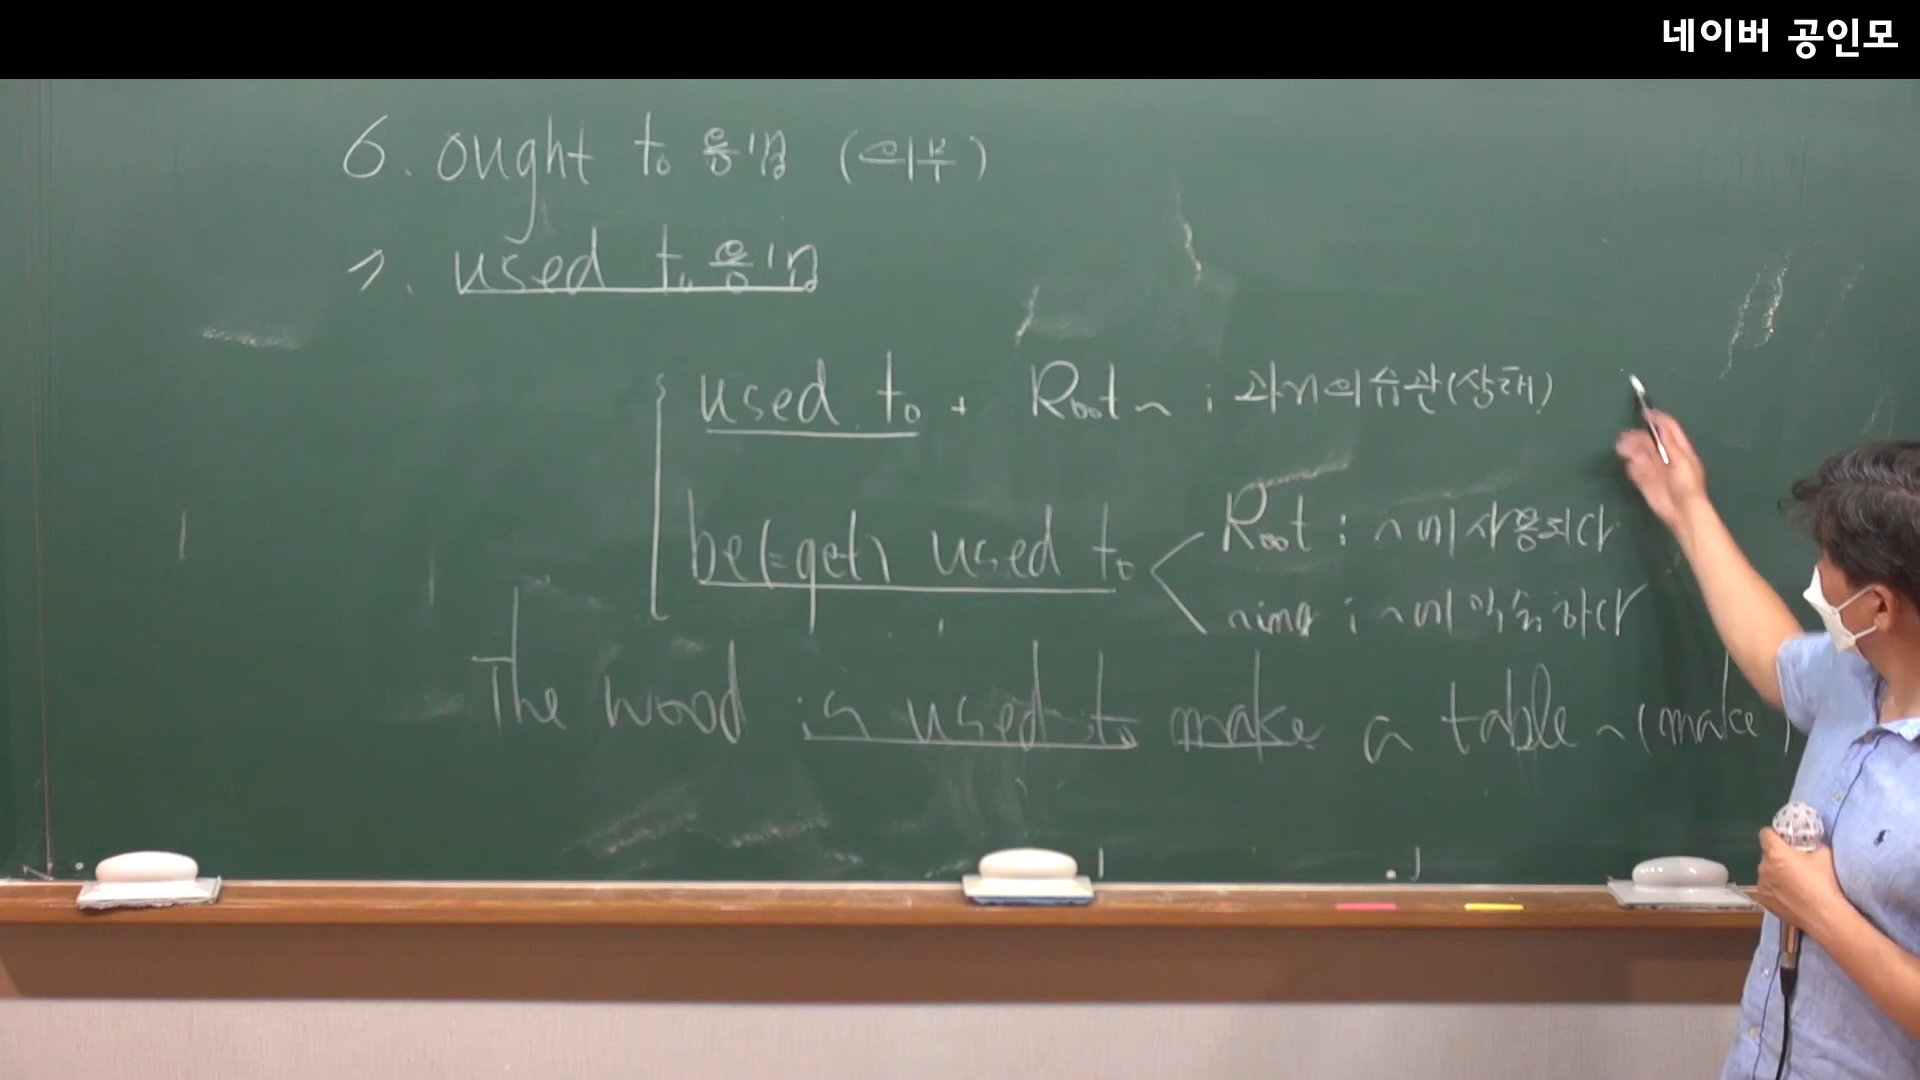 네이버 공인모
6. ought to 용법 (의무)
7. used to 용법
used to + Root ~ : 과거의 습관(상태)
be(=get) used to
Root : ~에 사용되다
~ing : ~에 익숙하다
The wood is used to make a table ~ (make )